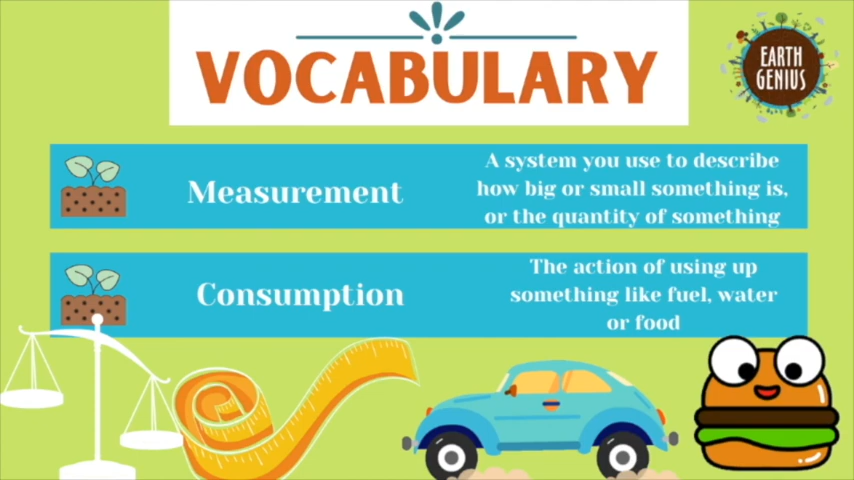 VOCABULARY
EARTH
GENIUS
Measurement
A system you use to describe
how big or small something is,
or the quantity of something
Consumption
The action of using up
something like fuel, water
or food